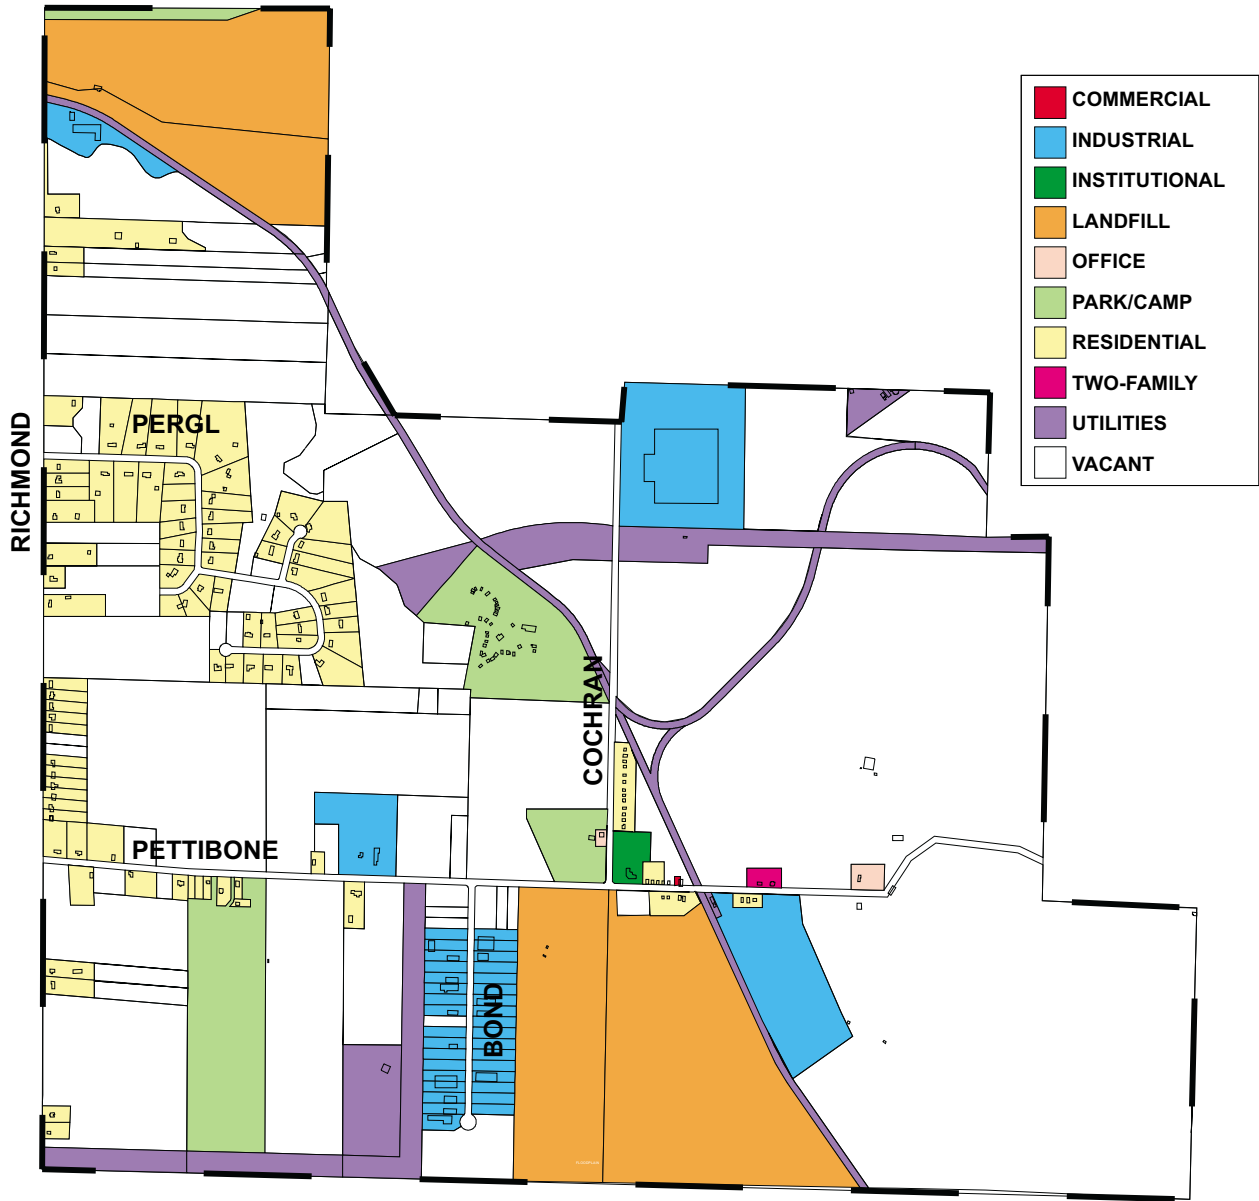 COMMERCIAL
INDUSTRIAL
INSTITUTIONAL
LANDFILL
OFFICE
PARK/CAMP
RESIDENTIAL
TWO-FAMILY
UTILITIES
VACANT
PERGL
RICHMOND
COCHRAN
PETTIBONE
BOND